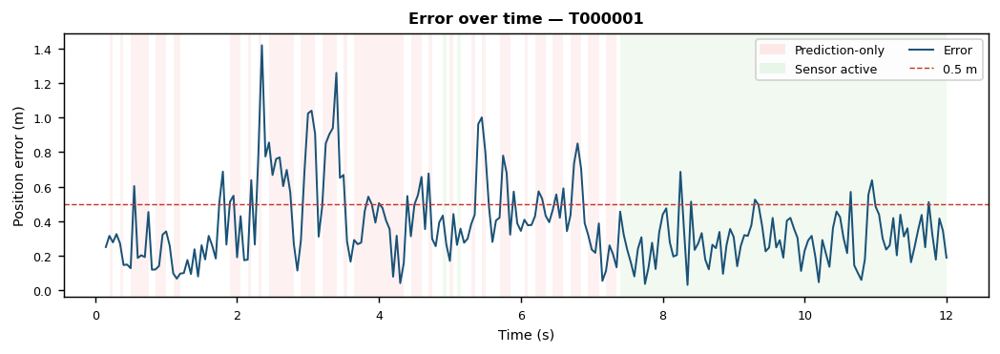 Error over time — T000001
Position error (m)
1.4
1.2
1.0
0.8
0.6
0.4
0.2
0.0
Prediction-only
Sensor active
Error
0.5 m
0 2 4 6 8 10 12
Time (s)